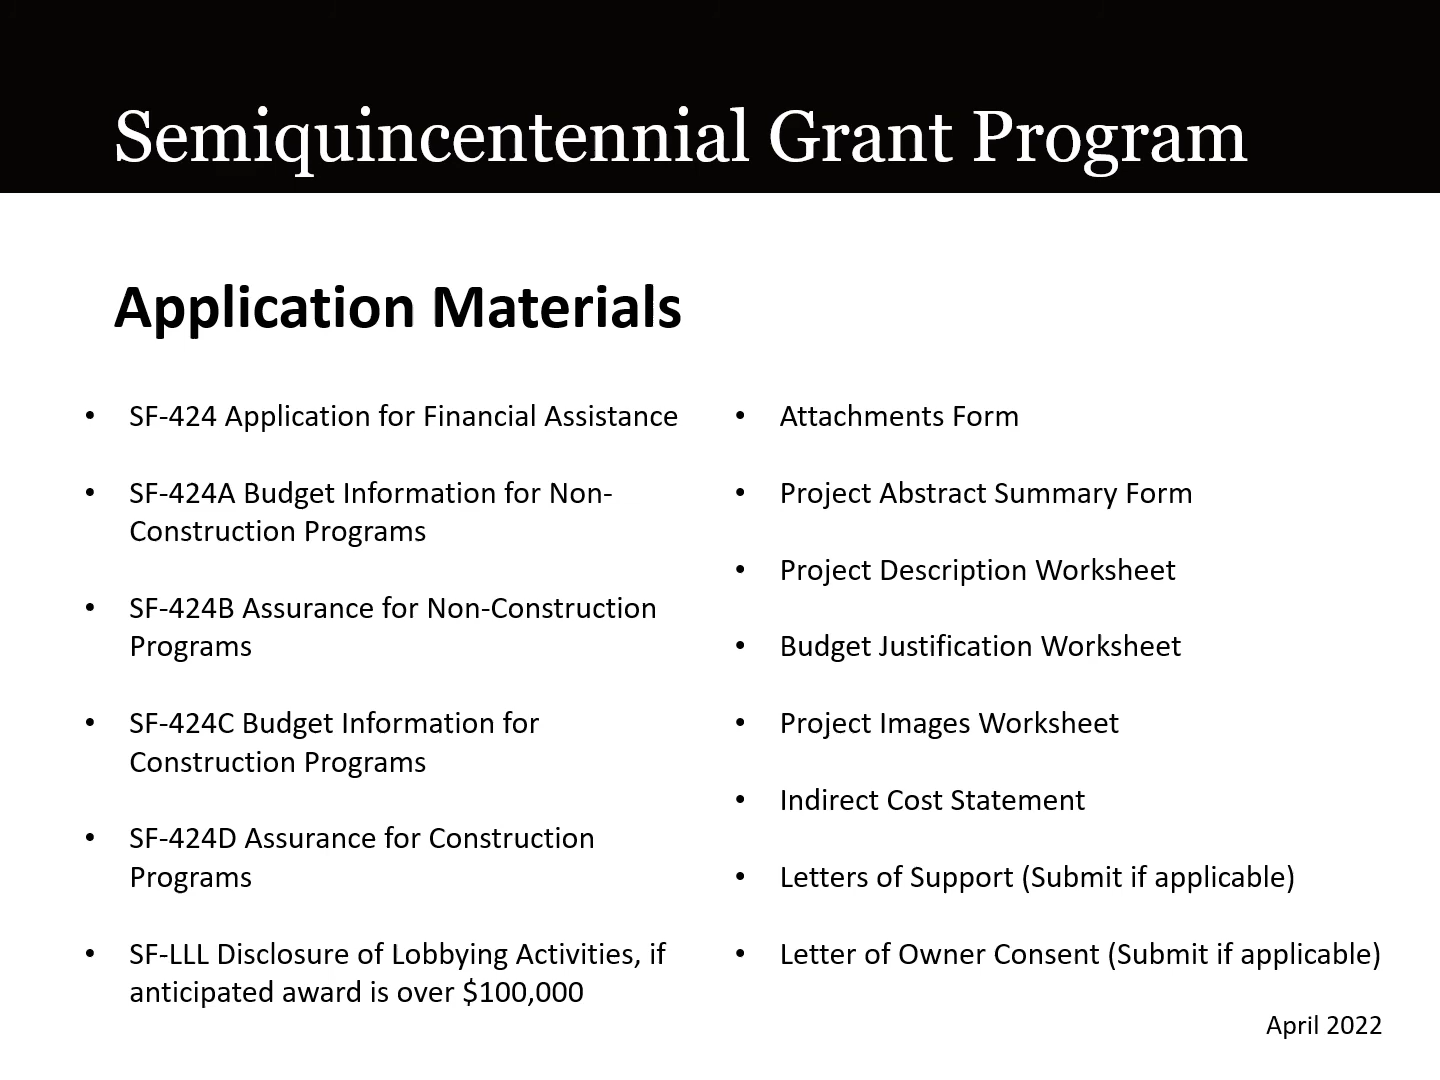 Semiquincentennial Grant Program
Application Materials
• SF-424 Application for Financial Assistance
• SF-424A Budget Information for Non-
Construction Programs
• SF-424B Assurance for Non-Construction
Programs
• SF-424C Budget Information for
Construction Programs
• SF-424D Assurance for Construction
Programs
• SF-LLL Disclosure of Lobbying Activities, if
anticipated award is over $100,000
• Attachments Form
• Project Abstract Summary Form
• Project Description Worksheet
• Budget Justification Worksheet
• Project Images Worksheet
• Indirect Cost Statement
• Letters of Support (Submit if applicable)
• Letter of Owner Consent (Submit if applicable)
April 2022